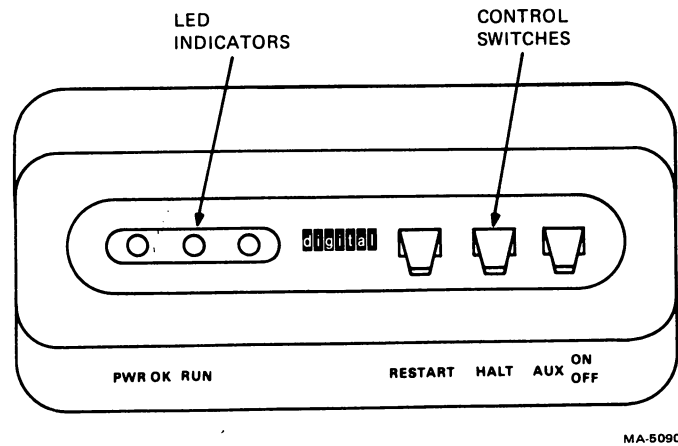 LED
INDICATORS
CONTROL
SWITCHES
digital
PWR OK RUN
RESTART HALT AUX ON
OFF
MA-5090